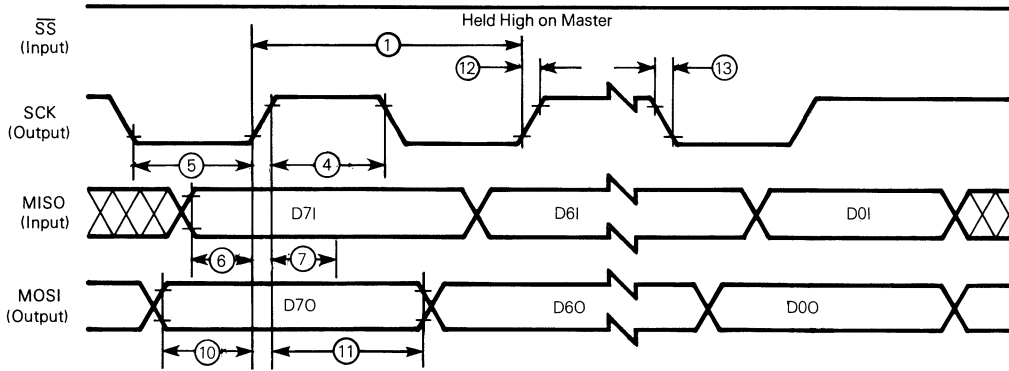 Held High on Master
SS
(Input)
1
12
13
SCK
(Output)
5
4
MISO
(Input)
D7I
D6I
D0I
6
7
MOSI
(Output)
D7O
D6O
D0O
10
11